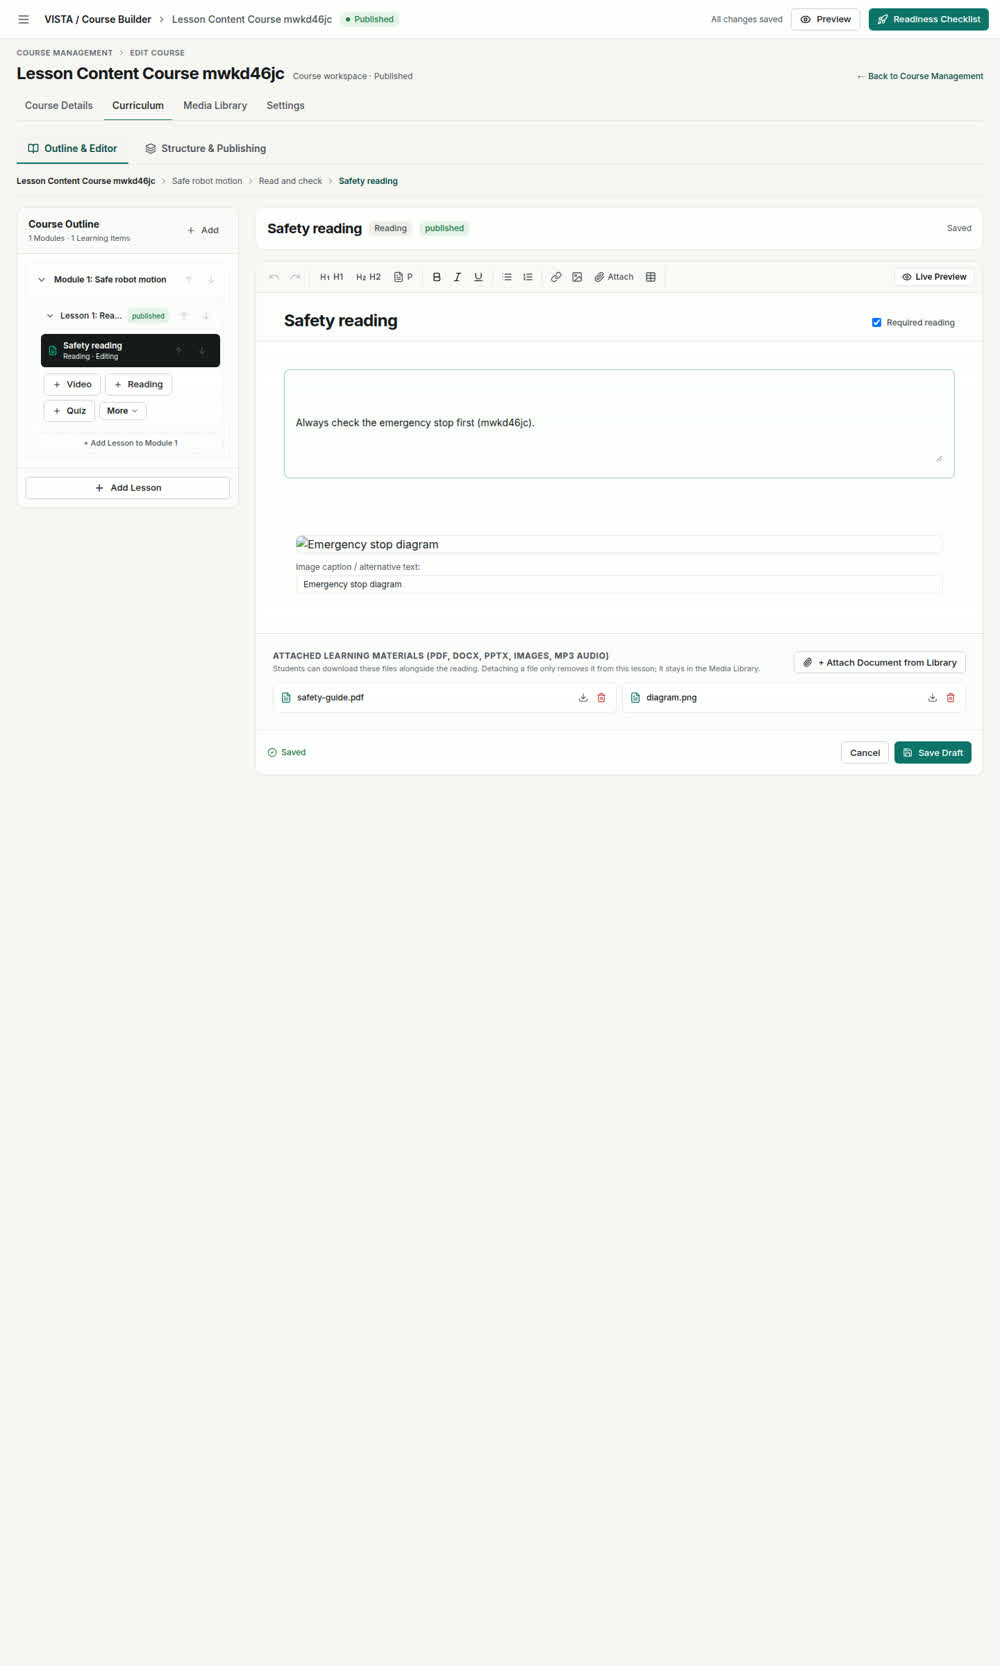 VISTA / Course Builder > Lesson Content Course mwkd46jc Published All changes saved Preview Readiness Checklist
COURSE MANAGEMENT > EDIT COURSE
Lesson Content Course mwkd46jc Course workspace · Published ← Back to Course Management
Course Details Curriculum Media Library Settings
Outline & Editor Structure & Publishing
Lesson Content Course mwkd46jc > Safe robot motion > Read and check > Safety reading
Course Outline
1 Modules · 1 Learning Items
+ Add
Module 1: Safe robot motion ↑ ↓
Lesson 1: Rea... published ↑ ↓
Safety reading
Reading · Editing
↑ ↓
+ Video + Reading
+ Quiz More
+ Add Lesson to Module 1
+ Add Lesson
Safety reading Reading published Saved
H1 H1 H2 H2 P B I U Attach Live Preview
Safety reading Required reading
Always check the emergency stop first (mwkd46jc).
Emergency stop diagram
Image caption / alternative text:
Emergency stop diagram
ATTACHED LEARNING MATERIALS (PDF, DOCX, PPTX, IMAGES, MP3 AUDIO)
Students can download these files alongside the reading. Detaching a file only removes it from this lesson; it stays in the Media Library.
+ Attach Document from Library
safety-guide.pdf diagram.png
Saved Cancel Save Draft